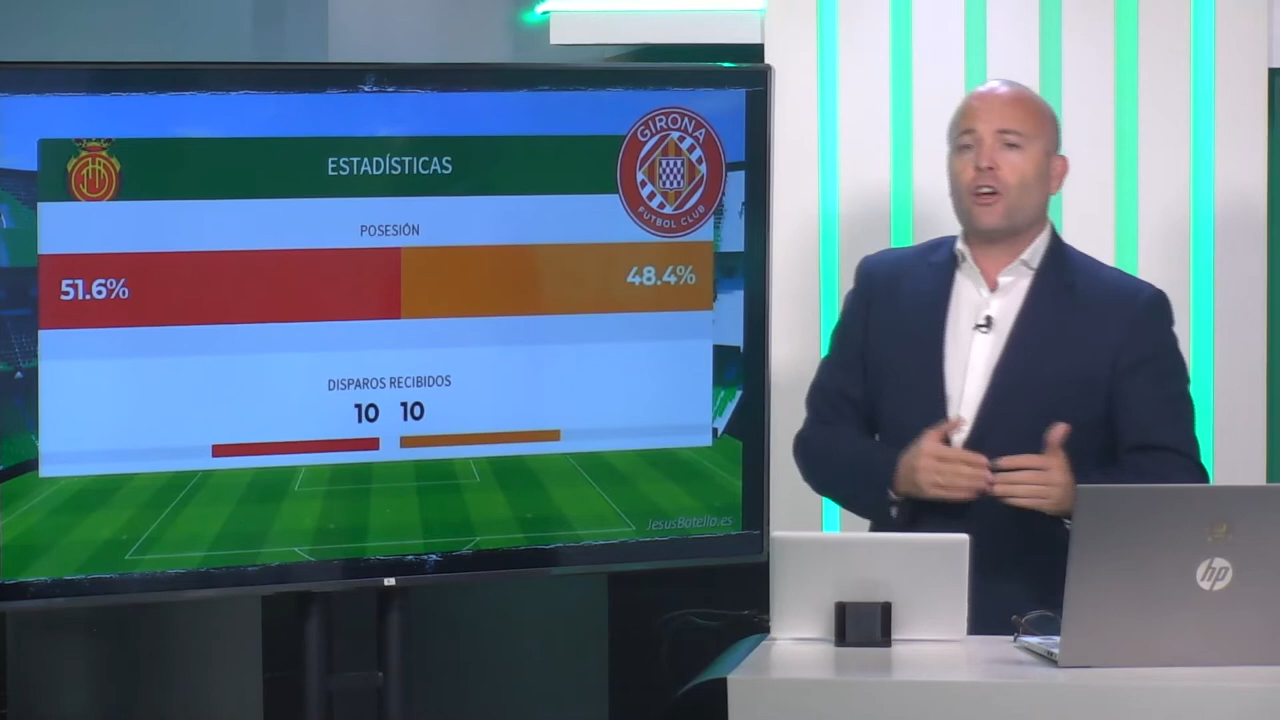 ESTADÍSTICAS
GIRONA
FUTBOL CLUB
POSESIÓN
51.6% 48.4%
DISPAROS RECIBIDOS
10 10
JesusBotello.es
hp